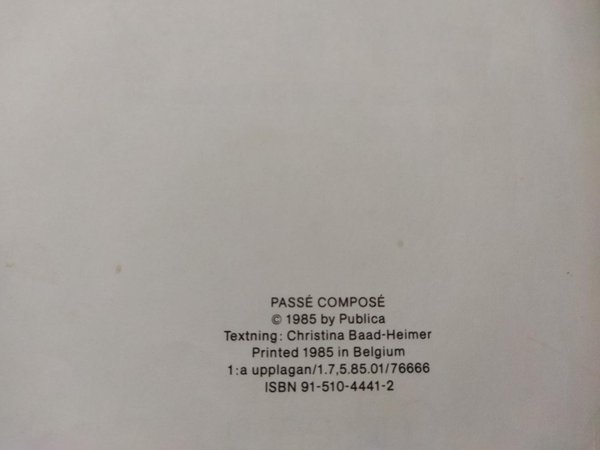 PASSÉ COMPOSÉ
© 1985 by Publica
Textning: Christina Baad-Heimer
Printed 1985 in Belgium
1:a upplagan/1.7,5.85.01/76666
ISBN 91-510-4441-2